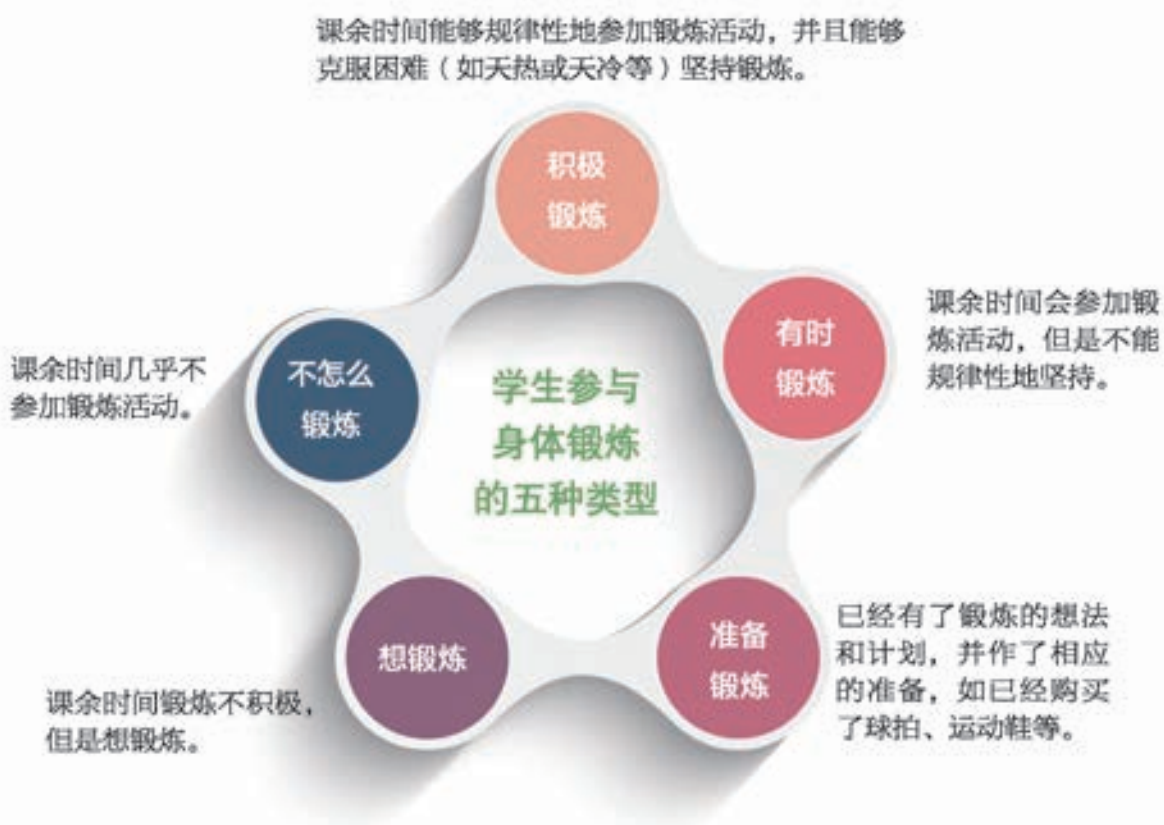 课余时间能够规律性地参加锻炼活动，并且能够
克服困难（如天热或天冷等）坚持锻炼。
积极
锻炼
有时
锻炼
课余时间会参加锻
炼活动，但是不能
规律性地坚持。
不怎么
锻炼
课余时间几乎不
参加锻炼活动。
学生参与
身体锻炼
的五种类型
想锻炼
课余时间锻炼不积极，
但是想锻炼。
准备
锻炼
已经有了锻炼的想法
和计划，并作了相应
的准备，如已经购买
了球拍、运动鞋等。